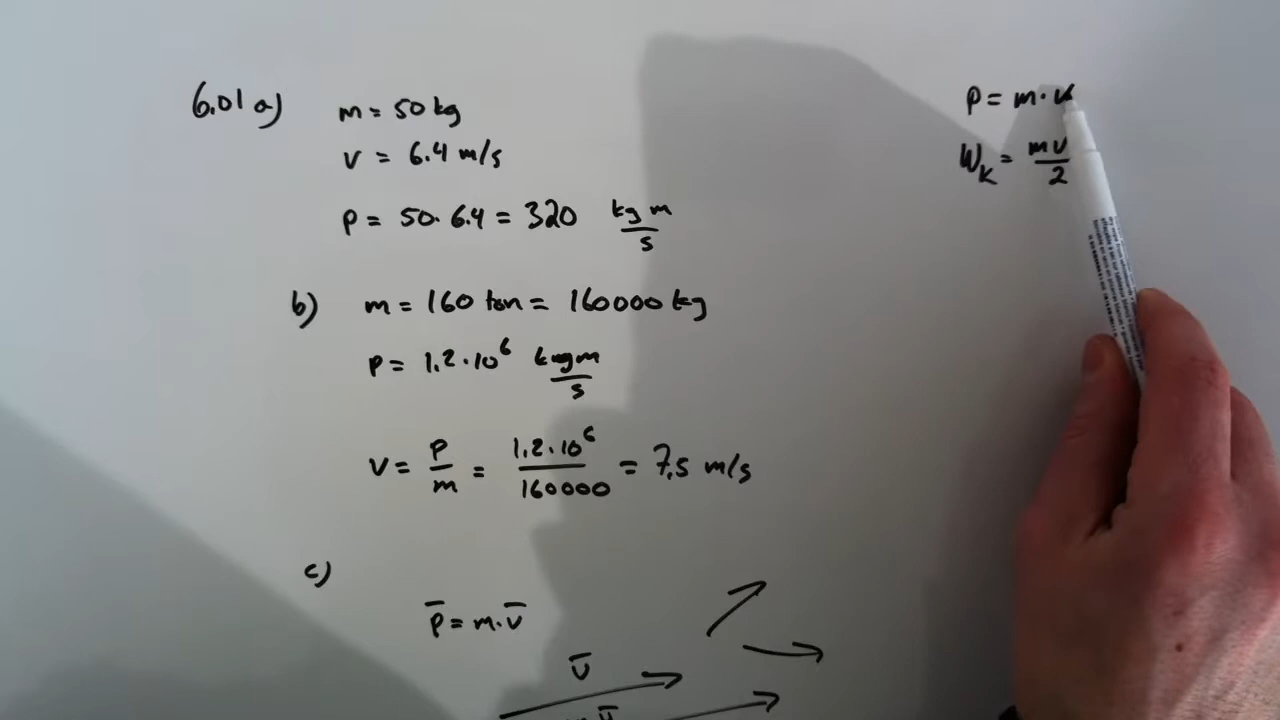 6.01 a) m = 50 kg
v = 6.4 m/s
p = 50 · 6.4 = 320 kg m / s
b) m = 160 ton = 160000 kg
p = 1.2 · 10⁶ kgm / s
v = p / m = 1.2 · 10⁶ / 160000 = 7.5 m/s
c)
p̄ = m · v̄
v̄
p = m · v
W_K = mv / 2